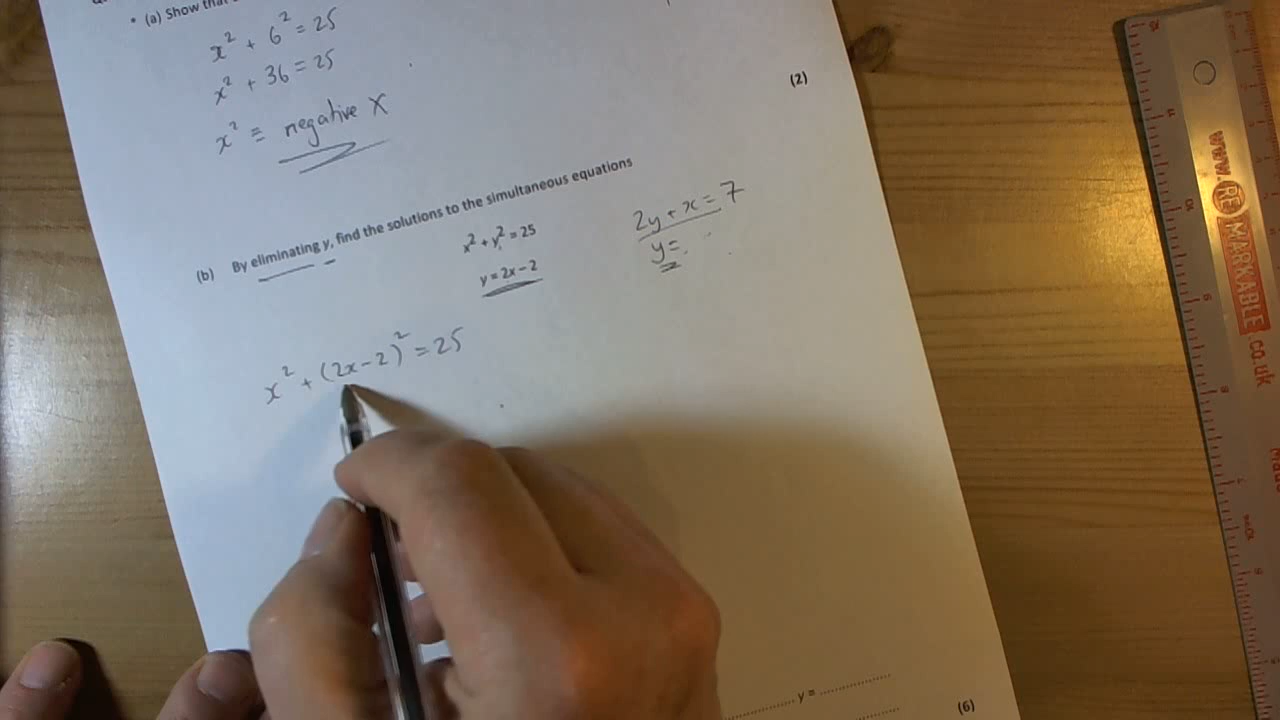 (a) Show that
x² + 6² = 25
x² + 36 = 25
x² = negative X
(2)
(b) By eliminating y, find the solutions to the simultaneous equations
x² + y² = 25
y = 2x - 2
2y + x = 7
y =
x² + (2x - 2)² = 25
y =
(6)
www.REMARKABLE.co.uk